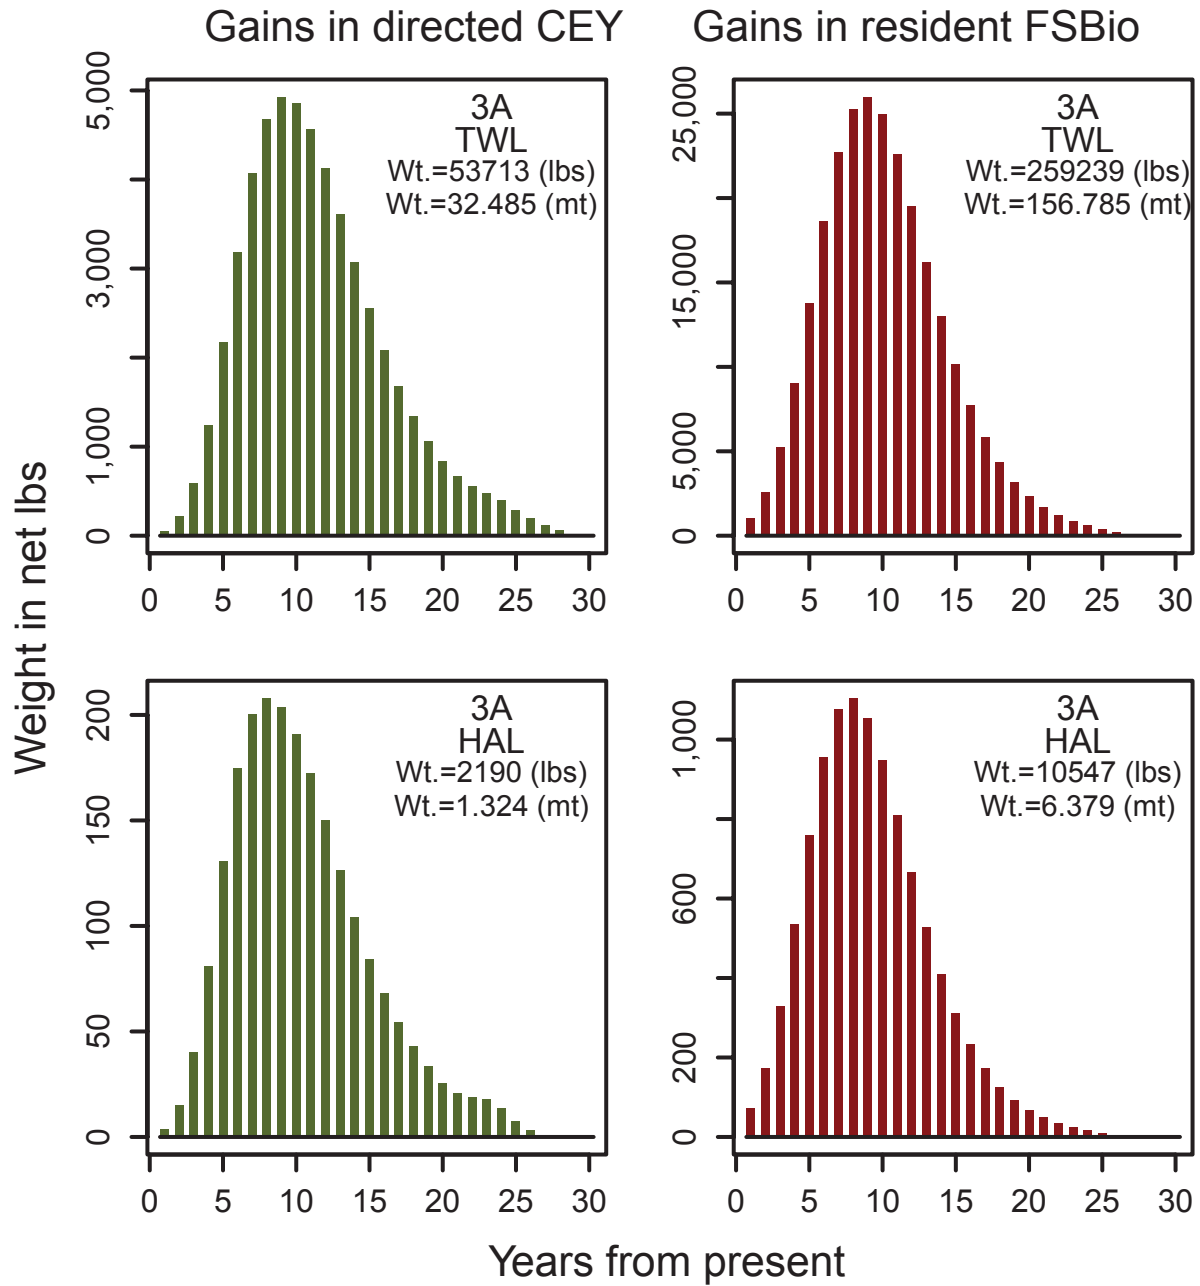 Gains in directed CEY
Gains in resident FSBio
Weight in net lbs
5,000
3,000
1,000
0
3A
TWL
Wt.=53713 (lbs)
Wt.=32.485 (mt)
0 5 10 15 20 25 30
25,000
15,000
5,000
0
3A
TWL
Wt.=259239 (lbs)
Wt.=156.785 (mt)
0 5 10 15 20 25 30
200
150
100
50
0
3A
HAL
Wt.=2190 (lbs)
Wt.=1.324 (mt)
0 5 10 15 20 25 30
1,000
600
200
0
3A
HAL
Wt.=10547 (lbs)
Wt.=6.379 (mt)
0 5 10 15 20 25 30
Years from present